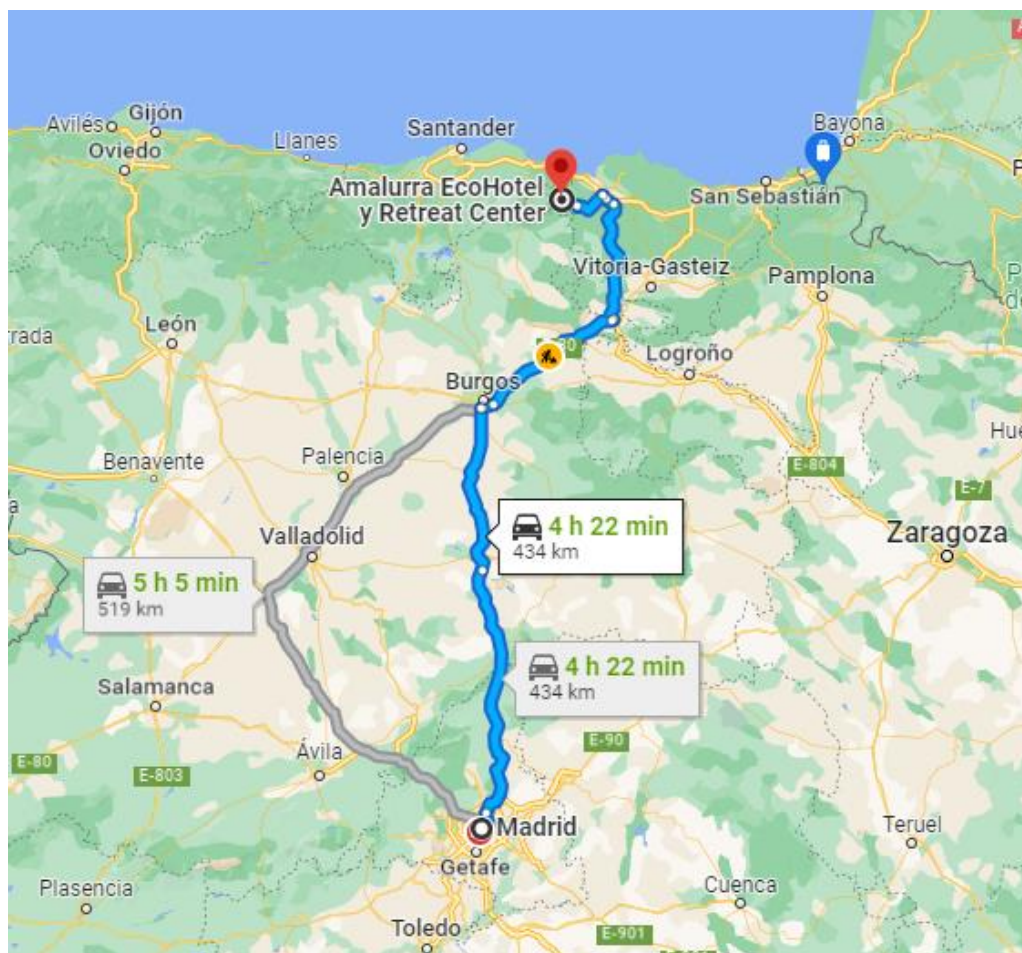 Gijón
Avilés
Oviedo
Llanes
Santander
Bayona
Amalurra EcoHotel
y Retreat Center
San Sebastián
Vitoria-Gasteiz
Pamplona
León
rada
Logroño
Burgos
Palencia
Benavente
Hue
E-804
E-7
4 h 22 min
434 km
Valladolid
Zaragoza
5 h 5 min
519 km
4 h 22 min
434 km
Salamanca
Ávila
E-90
E-80
E-803
Madrid
Getafe
Teruel
Plasencia
Cuenca
Toledo
E-901